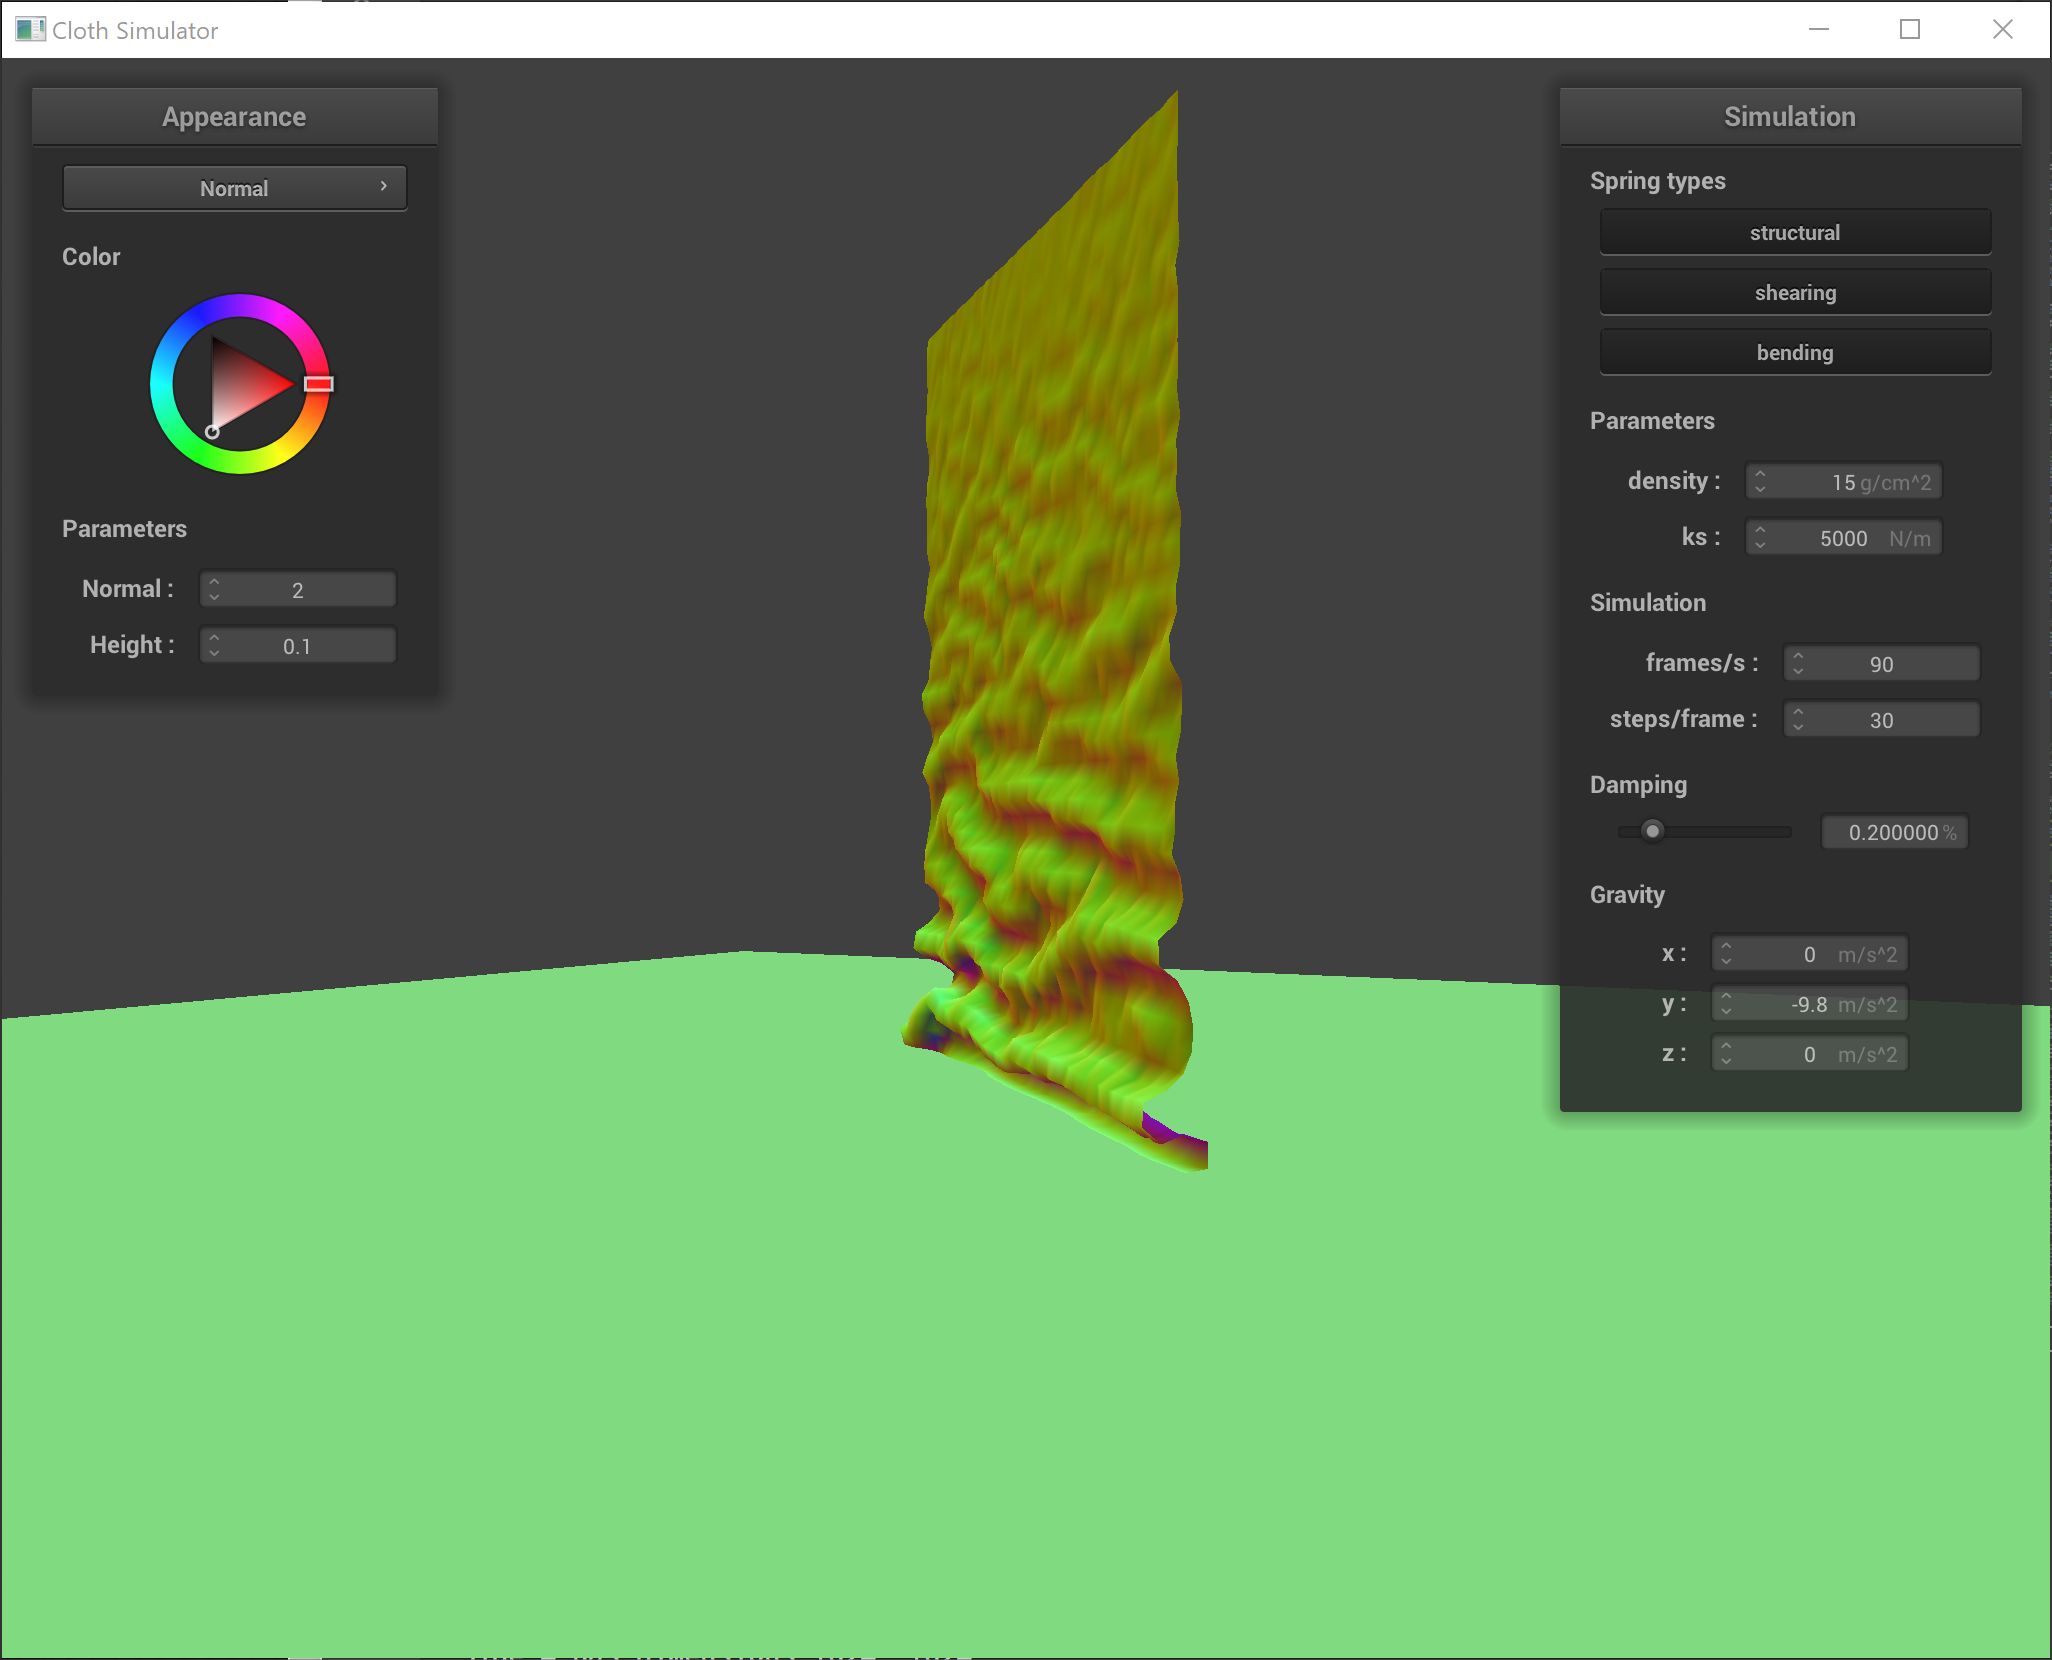 Cloth Simulator
Appearance
Normal
Color
Parameters
Normal :
2
Height :
0.1
Simulation
Spring types
structural
shearing
bending
Parameters
density :
15 g/cm^2
ks :
5000 N/m
Simulation
frames/s :
90
steps/frame :
30
Damping
0.200000 %
Gravity
x :
0 m/s^2
y :
-9.8 m/s^2
z :
0 m/s^2